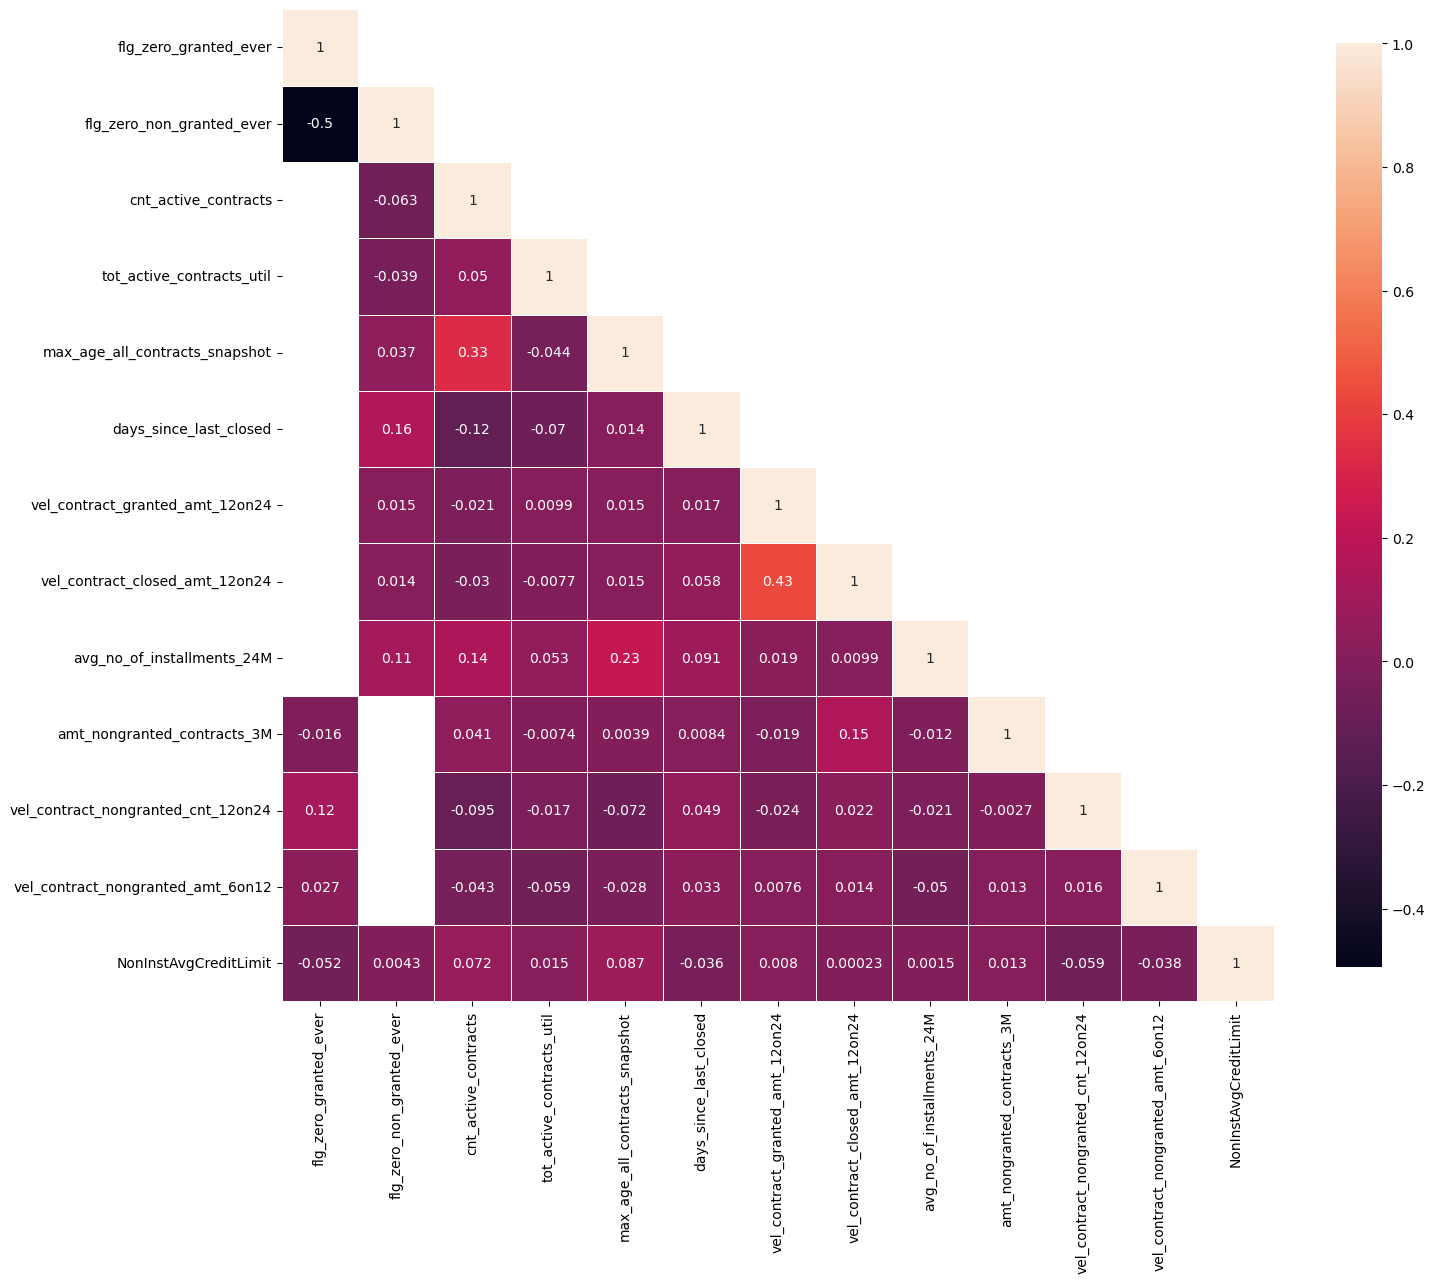 flg_zero_granted_ever 1
flg_zero_non_granted_ever -0.5 1
cnt_active_contracts -0.063 1
tot_active_contracts_util -0.039 0.05 1
max_age_all_contracts_snapshot 0.037 0.33 -0.044 1
days_since_last_closed 0.16 -0.12 -0.07 0.014 1
vel_contract_granted_amt_12on24 0.015 -0.021 0.0099 0.015 0.017 1
vel_contract_closed_amt_12on24 0.014 -0.03 -0.0077 0.015 0.058 0.43 1
avg_no_of_installments_24M 0.11 0.14 0.053 0.23 0.091 0.019 0.0099 1
amt_nongranted_contracts_3M -0.016 0.041 -0.0074 0.0039 0.0084 -0.019 0.15 -0.012 1
vel_contract_nongranted_cnt_12on24 0.12 -0.095 -0.017 -0.072 0.049 -0.024 0.022 -0.021 -0.0027 1
vel_contract_nongranted_amt_6on12 0.027 -0.043 -0.059 -0.028 0.033 0.0076 0.014 -0.05 0.013 0.016 1
NonInstAvgCreditLimit -0.052 0.0043 0.072 0.015 0.087 -0.036 0.008 0.00023 0.0015 0.013 -0.059 -0.038 1
flg_zero_granted_ever
flg_zero_non_granted_ever
cnt_active_contracts
tot_active_contracts_util
max_age_all_contracts_snapshot
days_since_last_closed
vel_contract_granted_amt_12on24
vel_contract_closed_amt_12on24
avg_no_of_installments_24M
amt_nongranted_contracts_3M
vel_contract_nongranted_cnt_12on24
vel_contract_nongranted_amt_6on12
NonInstAvgCreditLimit
1.0
0.8
0.6
0.4
0.2
0.0
−0.2
−0.4